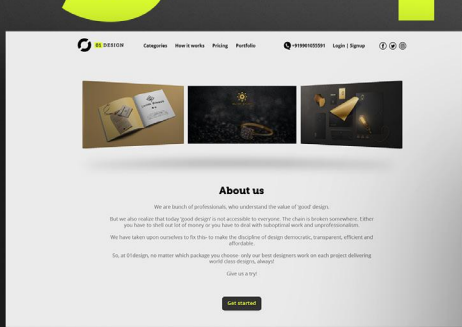 01 DESIGN
Categories How it works Pricing Portfolio
+919901035591 Login | Signup
About us
We are bunch of professionals, who understand the value of 'good' design.
But we also realise that today 'good design' is not accessible to everyone. The chain is broken somewhere. Either
you have to shell out lot of money or you have to deal with suboptimal work and unprofessionalism.
We have taken upon ourselves to fix this- to make the discipline of design democratic, transparent, efficient and
affordable.
So, at 01design, no matter which package you choose- only our best designers work on each project delivering
world class designs, always!
Give us a try!
Get started